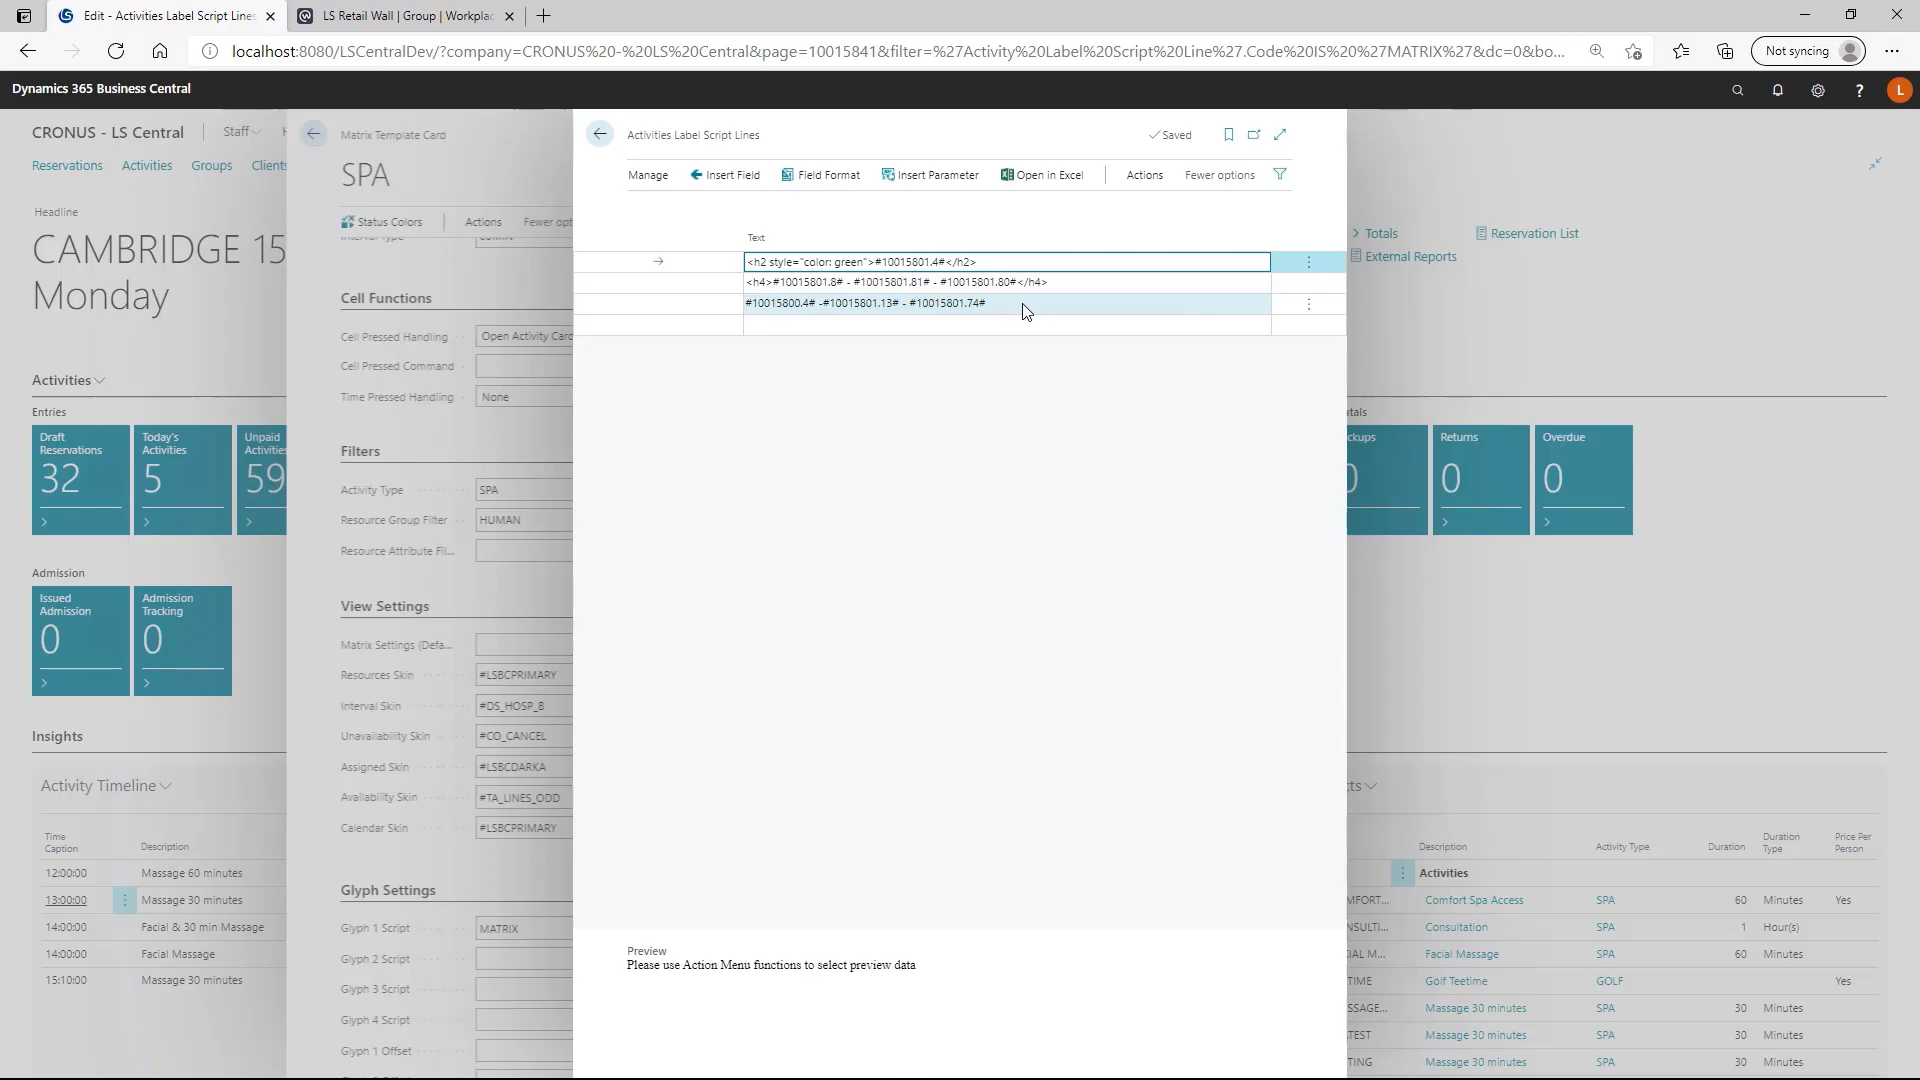 Edit - Activities Label Script Lines
LS Retail Wall | Group | Workplac
localhost:8080/LSCentralDev/?company=CRONUS%20-%20LS%20Central&page=10015841&filter=%27Activity%20Label%20Script%20Line%27.Code%20IS%20%27MATRIX%27&dc=0&bo...
Not syncing
Dynamics 365 Business Central
?
L
CRONUS - LS Central
Staff
Reservations
Activities
Groups
Clients
Headline
CAMBRIDGE 15
Monday
Activities
Entries
Draft Reservations
32
Today's Activities
5
Unpaid Activities
59
Admission
Issued Admission
0
Admission Tracking
0
Insights
Activity Timeline
Time Caption
Description
12:00:00 Massage 60 minutes
13:00:00 Massage 30 minutes
14:00:00 Facial & 30 min Massage
14:00:00 Facial Massage
15:10:00 Massage 30 minutes
Matrix Template Card
SPA
Status Colors
Actions
Fewer opt
Cell Functions
Cell Pressed Handling Open Activity Card
Cell Pressed Command
Time Pressed Handling None
Filters
Activity Type SPA
Resource Group Filter HUMAN
Resource Attribute Fil...
View Settings
Matrix Settings (Defa...
Resources Skin #LSBCPRIMARY
Interval Skin #DS_HOSP_B
Unavailability Skin #CO_CANCEL
Assigned Skin #LSBCDARKA
Availability Skin #TA_LINES_ODD
Calendar Skin #LSBCPRIMARY
Glyph Settings
Glyph 1 Script MATRIX
Glyph 2 Script
Glyph 3 Script
Glyph 4 Script
Glyph 1 Offset
Activities Label Script Lines
Saved
Manage
Insert Field
Field Format
Insert Parameter
Open in Excel
Actions
Fewer options
Text
<h2 style="color: green">#10015801.4#</h2>
<h4>#10015801.8# - #10015801.81# - #10015801.80#</h4>
#10015800.4# -#10015801.13# - #10015801.74#
Preview
Please use Action Menu functions to select preview data
Totals
Reservation List
External Reports
ntals
ckups
0
Returns
0
Overdue
0
cts
Description
Activity Type
Duration
Duration Type
Price Per Person
Activities
MFORT... Comfort Spa Access SPA 60 Minutes Yes
NSULTI... Consultation SPA 1 Hour(s)
IAL M... Facial Massage SPA 60 Minutes
TIME Golf Teetime GOLF Yes
SSAGE... Massage 30 minutes SPA 30 Minutes
TEST Massage 30 minutes SPA 30 Minutes
TING Massage 30 minutes SPA 30 Minutes